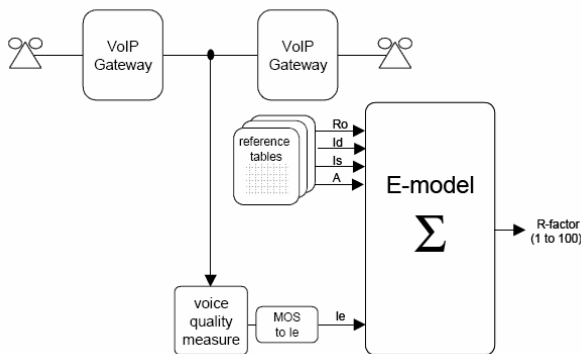 VoIP
Gateway
VoIP
Gateway
reference
tables
Ro
Id
Is
A
E-model
Σ
R-factor
(1 to 100)
voice
quality
measure
MOS
to Ie
Ie